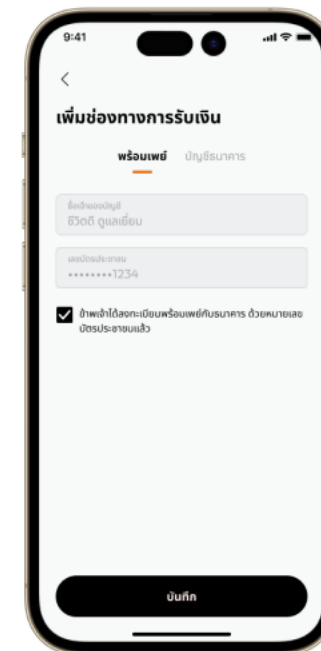 9:41
เพิ่มช่องทางการรับเงิน
พร้อมเพย์ บัญชีธนาคาร
ชื่อเจ้าของบัญชี
ชีวิตดี ดูแลเยี่ยม
เลขบัตรประชาชน
••••••••1234
ข้าพเจ้าได้ลงทะเบียนพร้อมเพย์กับธนาคาร ด้วยหมายเลข
บัตรประชาชนแล้ว
บันทึก